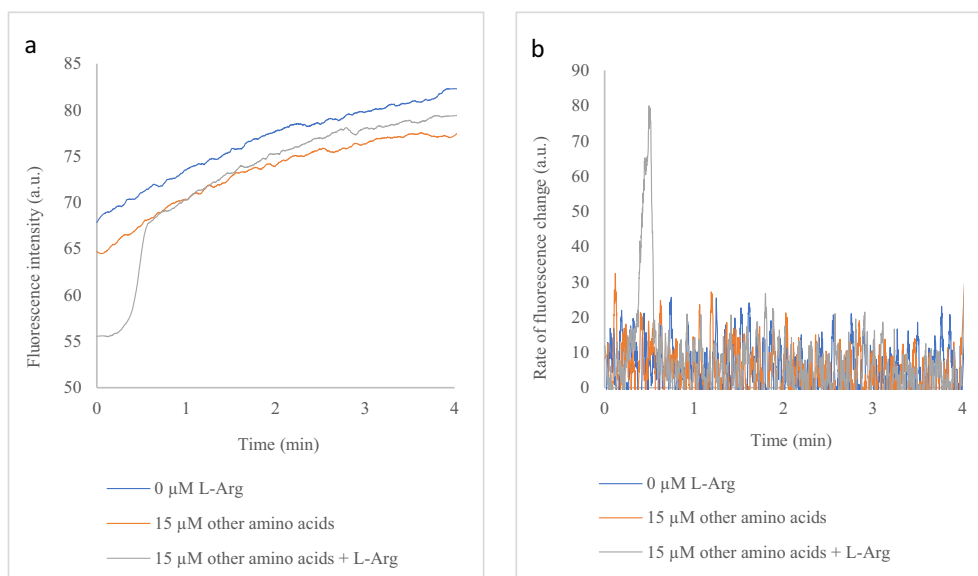 a
85
80
75
70
65
60
55
50
Fluorescence intensity (a.u.)
0 1 2 3 4
Time (min)
0 µM L-Arg
15 µM other amino acids
15 µM other amino acids + L-Arg
b
90
80
70
60
50
40
30
20
10
0
Rate of fluorescence change (a.u.)
0 1 2 3 4
Time (min)
0 µM L-Arg
15 µM other amino acids
15 µM other amino acids + L-Arg